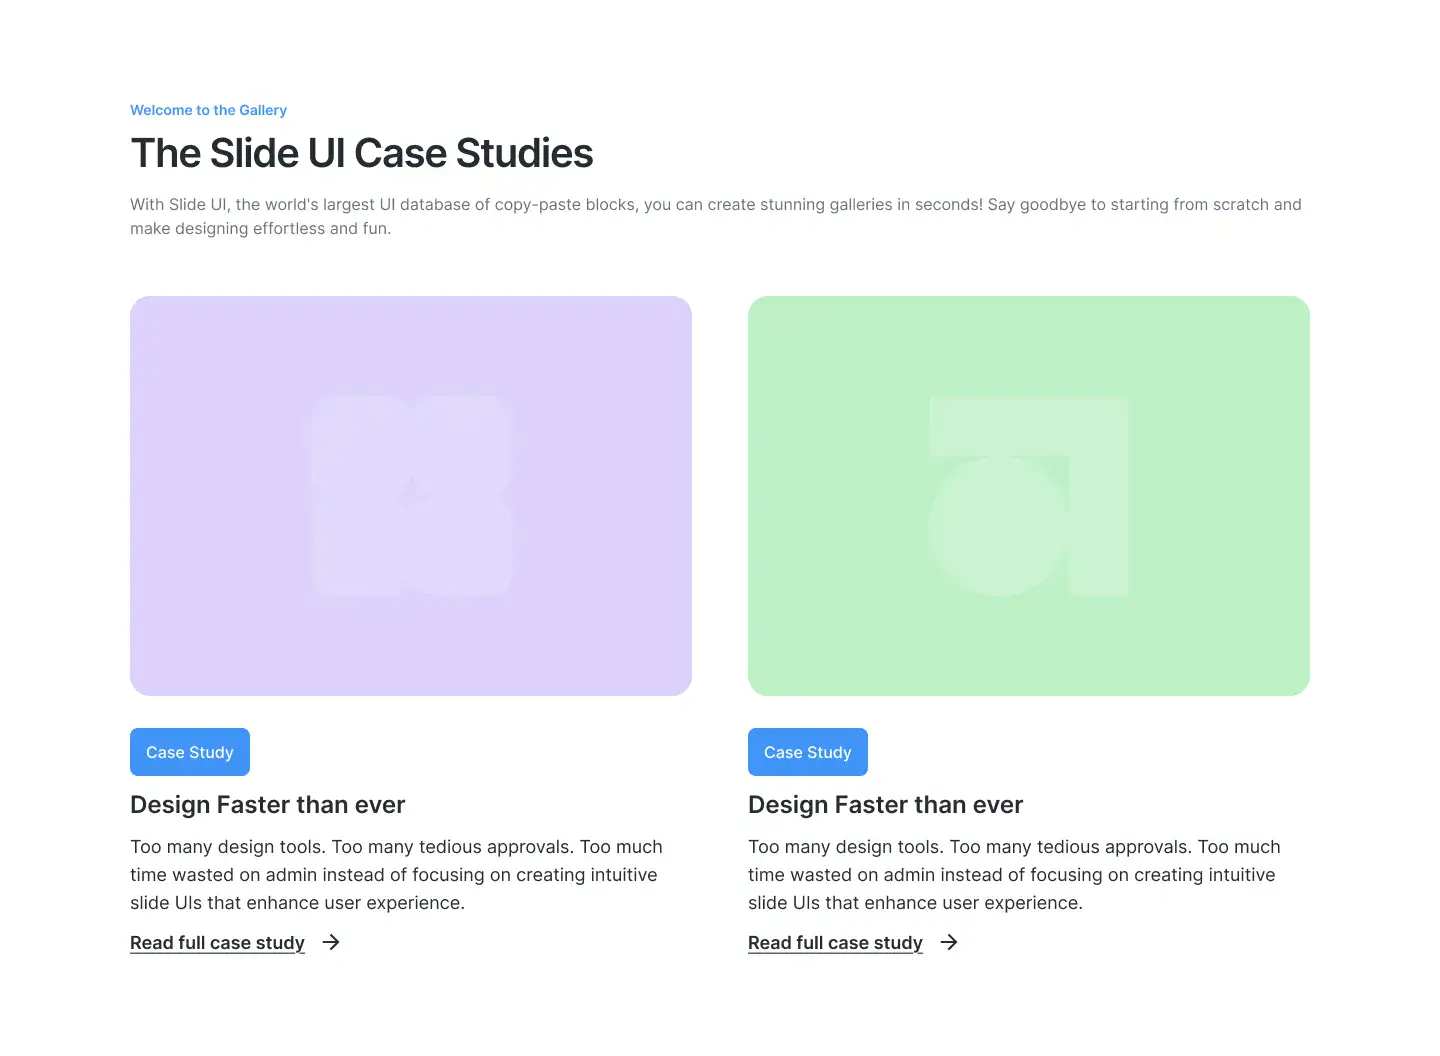 Welcome to the Gallery
The Slide UI Case Studies
With Slide UI, the world's largest UI database of copy-paste blocks, you can create stunning galleries in seconds! Say goodbye to starting from scratch and
make designing effortless and fun.
Case Study
Design Faster than ever
Too many design tools. Too many tedious approvals. Too much
time wasted on admin instead of focusing on creating intuitive
slide UIs that enhance user experience.
Read full case study
Case Study
Design Faster than ever
Too many design tools. Too many tedious approvals. Too much
time wasted on admin instead of focusing on creating intuitive
slide UIs that enhance user experience.
Read full case study